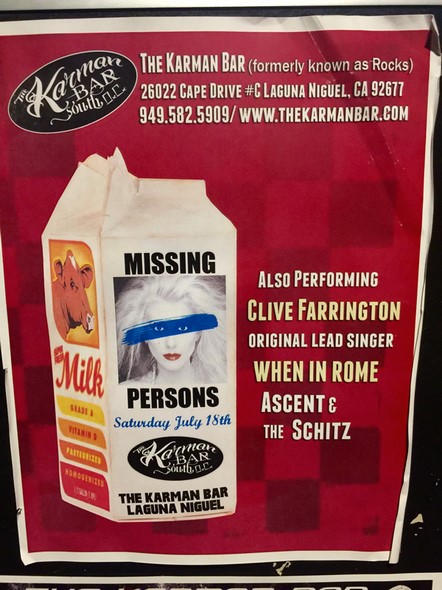 The Karman
BAR
South O.C.
The Karman Bar (formerly known as Rocks)
26022 Cape Drive #C Laguna Niguel, CA 92677
949.582.5909/ www.thekarmanbar.com
MISSING
PERSONS
Saturday July 18th
The Karman
BAR
South O.C.
THE KARMAN BAR
LAGUNA NIGUEL
Milk
GRADE A
VITAMIN D
PASTEURIZED
HOMOGENIZED
Also Performing
Clive Farrington
original lead singer
When in Rome
Ascent &
the Schitz